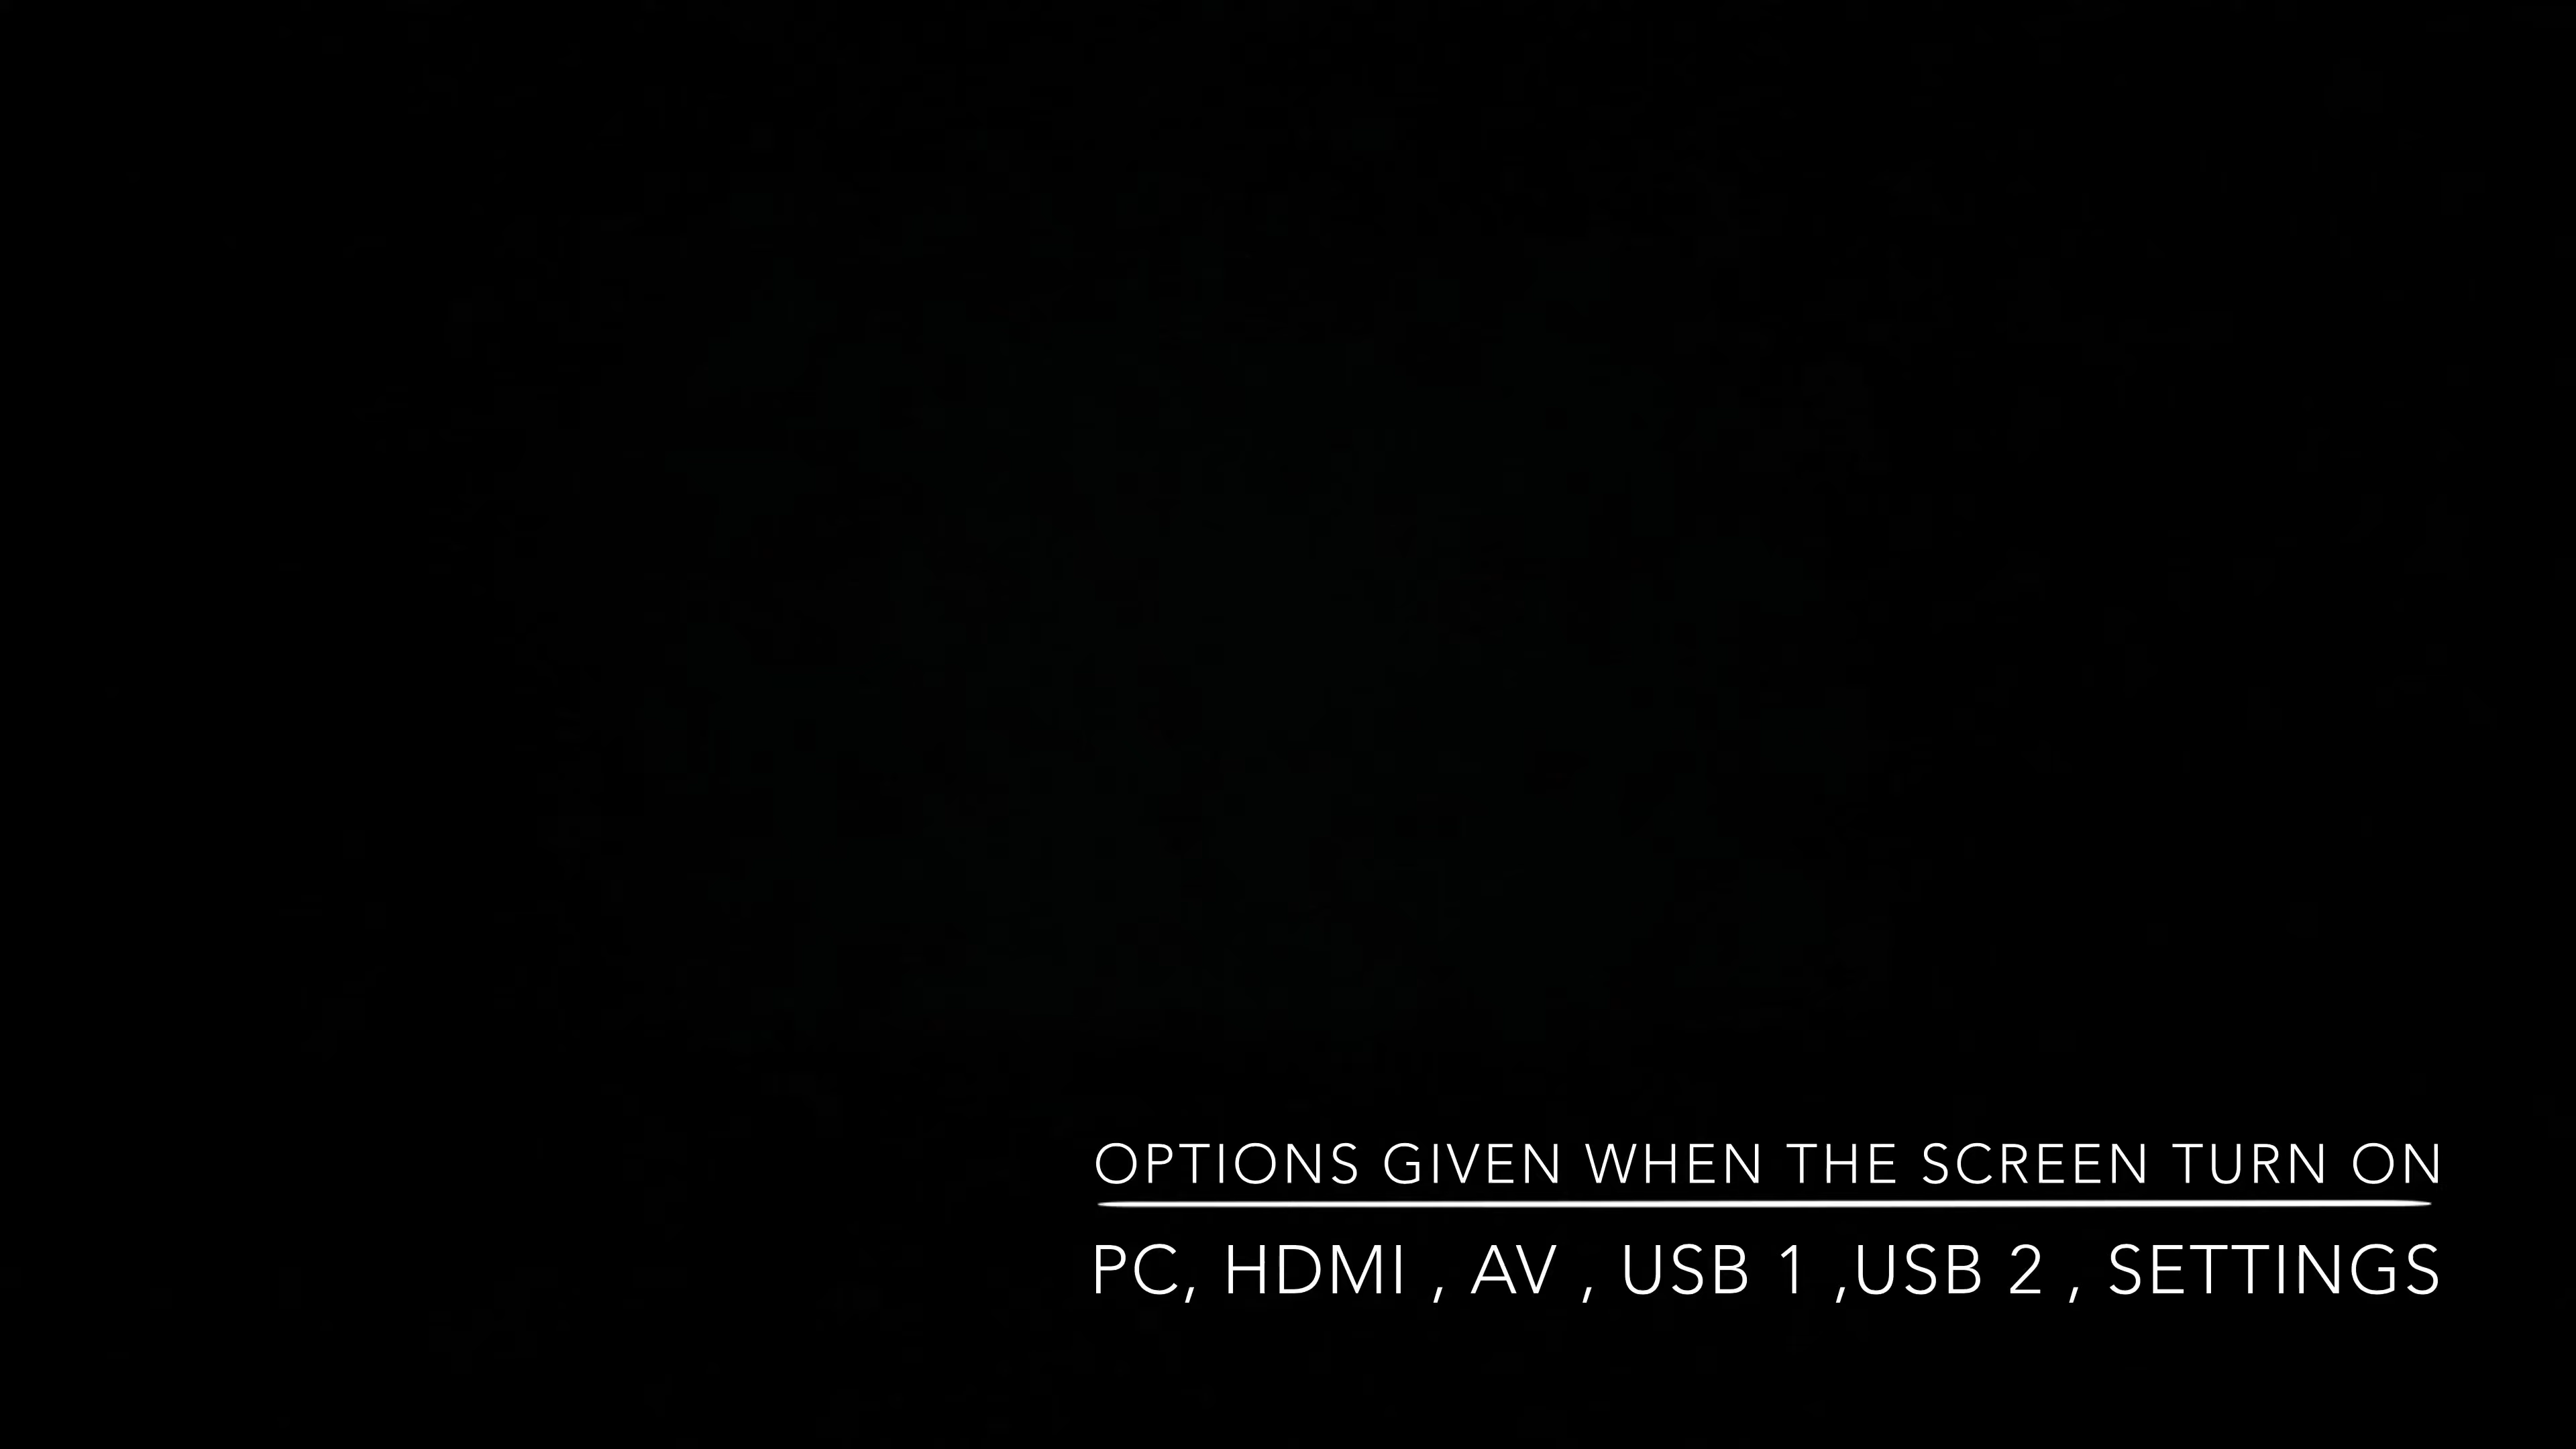 OPTIONS GIVEN WHEN THE SCREEN TURN ON
PC, HDMI , AV , USB 1 ,USB 2 , SETTINGS